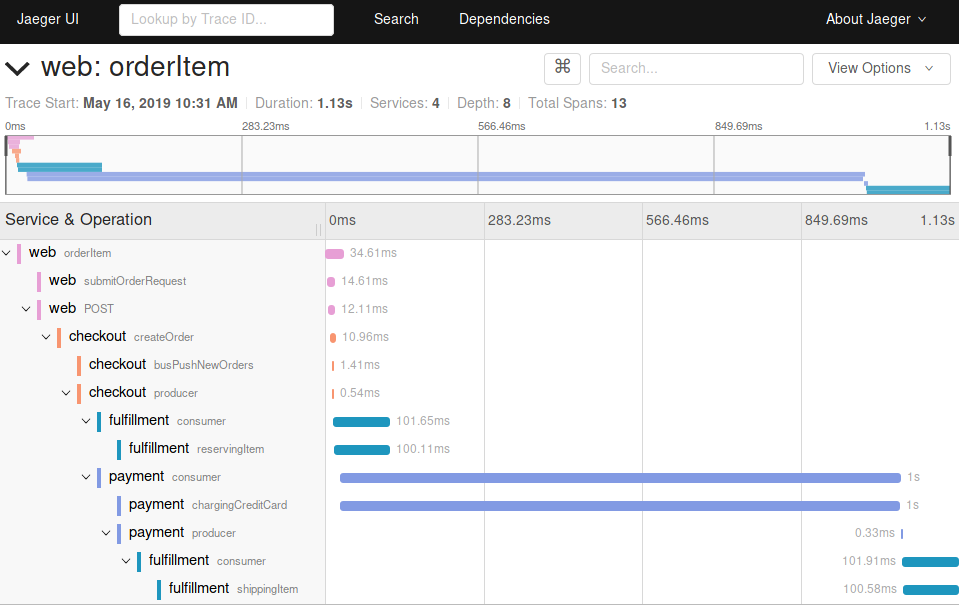 Jaeger UI Lookup by Trace ID... Search Dependencies About Jaeger
web: orderItem ⌘ Search... View Options
Trace Start: May 16, 2019 10:31 AM Duration: 1.13s Services: 4 Depth: 8 Total Spans: 13
0ms 283.23ms 566.46ms 849.69ms 1.13s
Service & Operation 0ms 283.23ms 566.46ms 849.69ms 1.13s
web orderItem 34.61ms
web submitOrderRequest 14.61ms
web POST 12.11ms
checkout createOrder 10.96ms
checkout busPushNewOrders 1.41ms
checkout producer 0.54ms
fulfillment consumer 101.65ms
fulfillment reservingItem 100.11ms
payment consumer 1s
payment chargingCreditCard 1s
payment producer 0.33ms
fulfillment consumer 101.91ms
fulfillment shippingItem 100.58ms